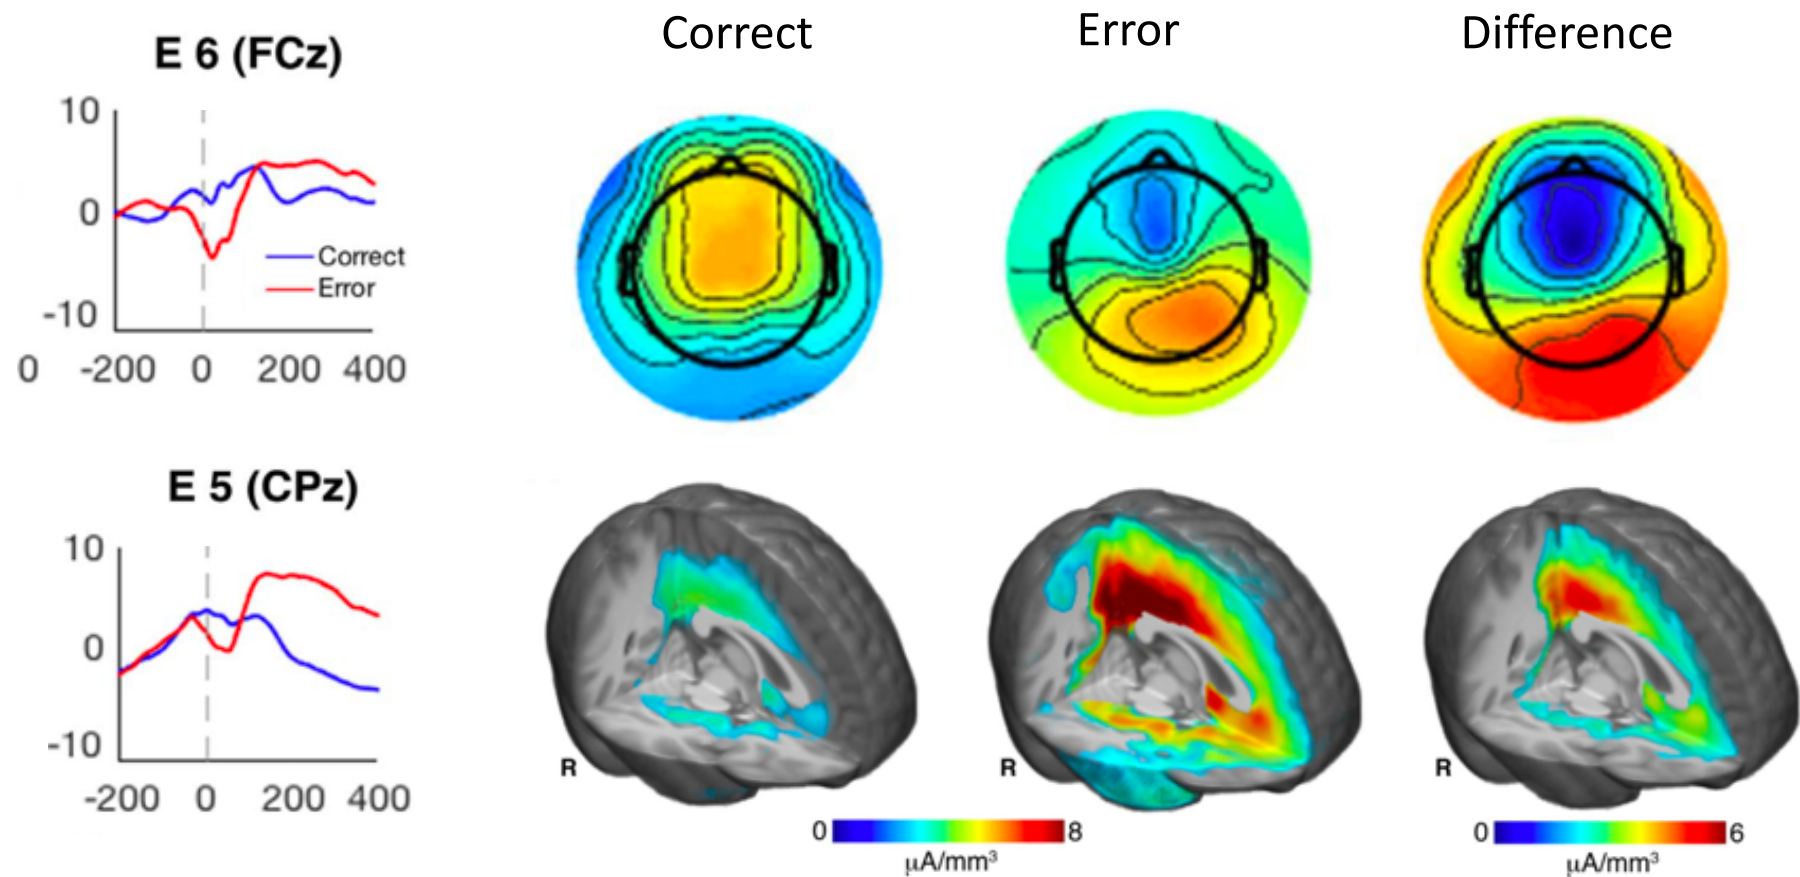 Correct Error Difference
E 6 (FCz)
10
0
-10
Correct
Error
0 -200 0 200 400
E 5 (CPz)
10
0
-10
-200 0 200 400
R R R
0 8
µA/mm³
0 6
µA/mm³